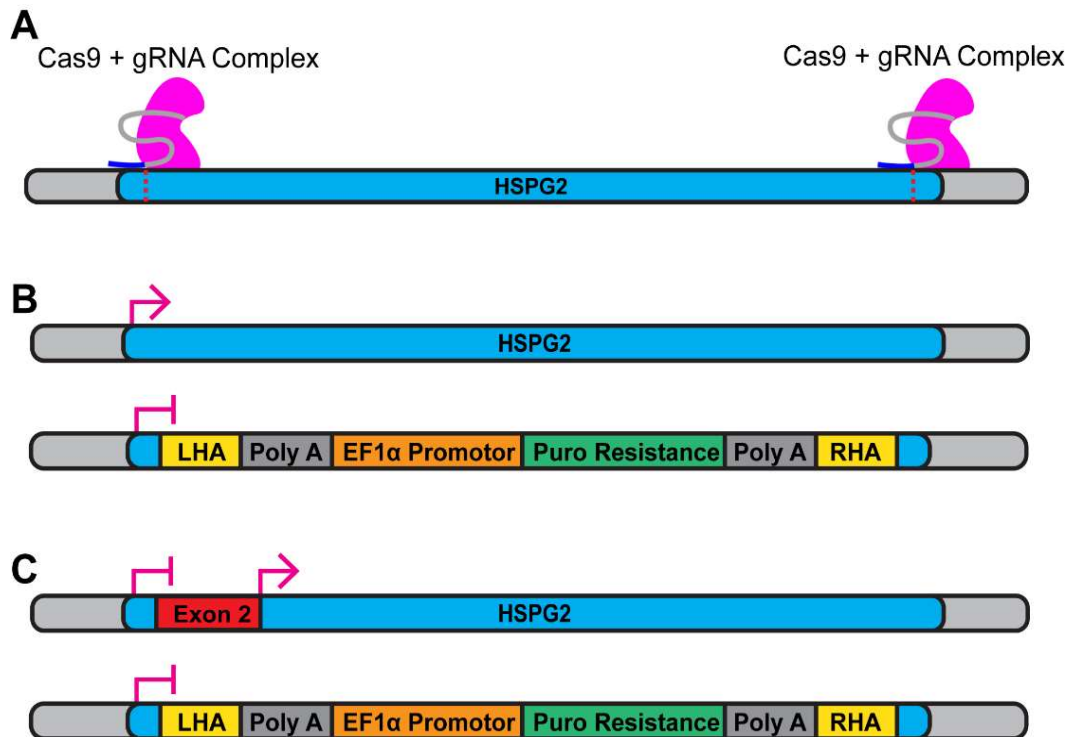 A
Cas9 + gRNA Complex
Cas9 + gRNA Complex
HSPG2
B
HSPG2
LHA Poly A EF1α Promotor Puro Resistance Poly A RHA
C
Exon 2 HSPG2
LHA Poly A EF1α Promotor Puro Resistance Poly A RHA